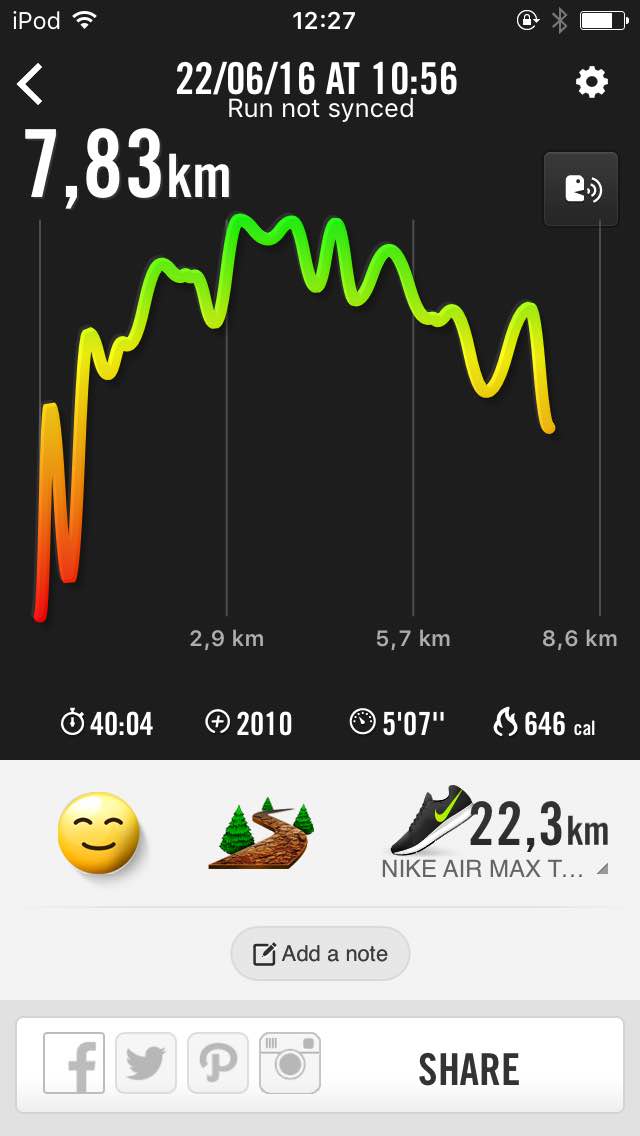 iPod 12:27
22/06/16 AT 10:56
Run not synced
7,83km
2,9 km 5,7 km 8,6 km
40:04 2010 5'07'' 646 cal
22,3km
NIKE AIR MAX T...
Add a note
SHARE